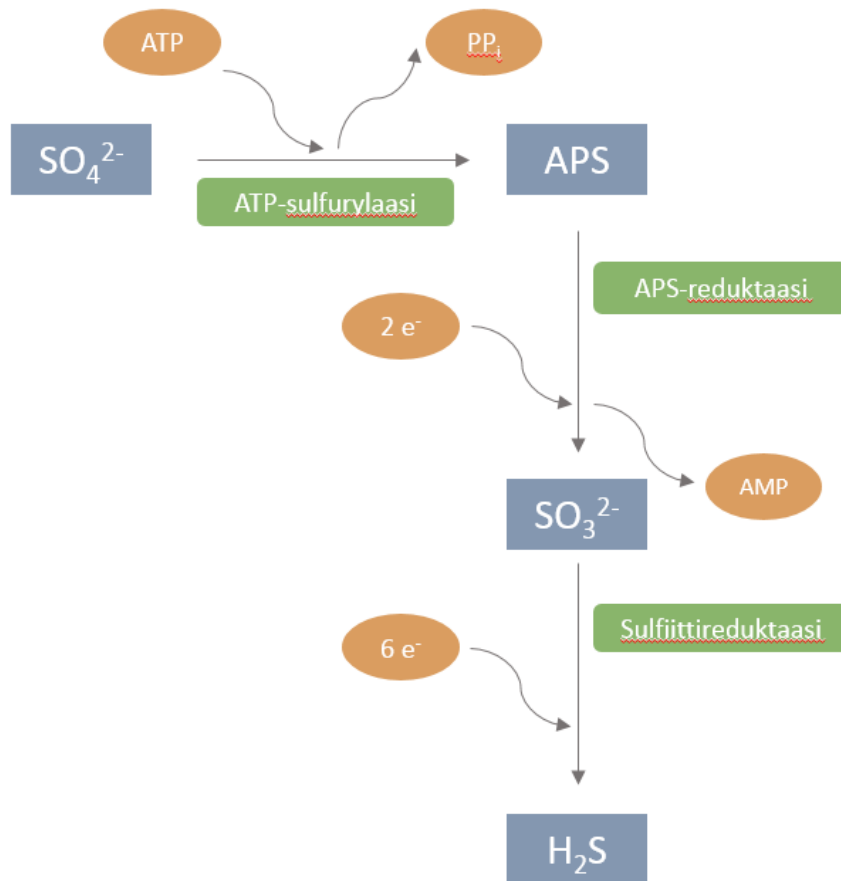 ATP
PPᵢ
SO₄²⁻
APS
ATP-sulfurylaasi
APS-reduktaasi
2 e⁻
AMP
SO₃²⁻
Sulfiittireduktaasi
6 e⁻
H₂S